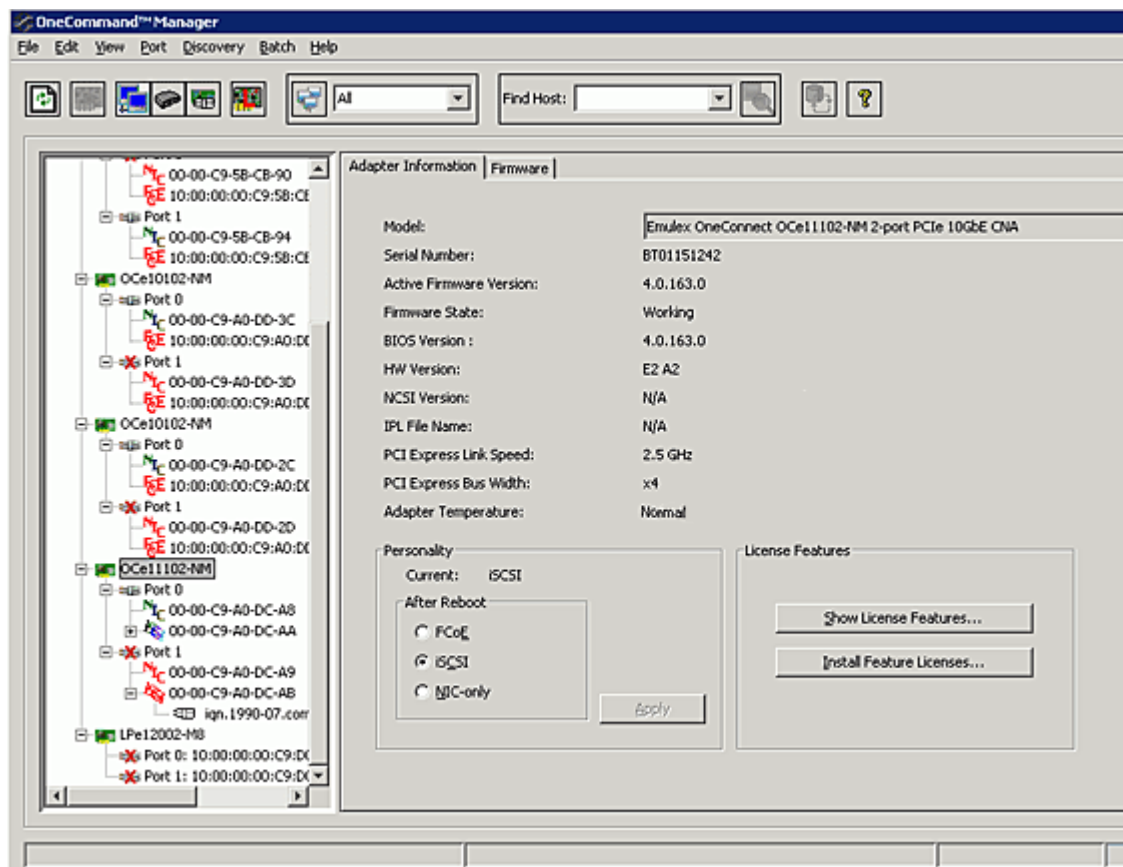 OneCommand™ Manager
File Edit View Port Discovery Batch Help
All
Find Host:
00-00-C9-5B-CB-90
10:00:00:00:C9:5B:CB
Port 1
00-00-C9-5B-CB-94
10:00:00:00:C9:5B:CB
OCe10102-NM
Port 0
00-00-C9-A0-DD-3C
10:00:00:00:C9:A0:DD
Port 1
00-00-C9-A0-DD-3D
10:00:00:00:C9:A0:DD
OCe10102-NM
Port 0
00-00-C9-A0-DD-2C
10:00:00:00:C9:A0:DD
Port 1
00-00-C9-A0-DD-2D
10:00:00:00:C9:A0:DD
OCe11102-NM
Port 0
00-00-C9-A0-DC-A8
00-00-C9-A0-DC-AA
Port 1
00-00-C9-A0-DC-A9
00-00-C9-A0-DC-AB
iqn.1990-07.com
LPe12002-M8
Port 0: 10:00:00:00:C9:D
Port 1: 10:00:00:00:C9:D
Adapter Information Firmware
Model: Emulex OneConnect OCe11102-NM 2-port PCIe 10GbE CNA
Serial Number: BT01151242
Active Firmware Version: 4.0.163.0
Firmware State: Working
BIOS Version : 4.0.163.0
HW Version: E2 A2
NCSI Version: N/A
IPL File Name: N/A
PCI Express Link Speed: 2.5 GHz
PCI Express Bus Width: x4
Adapter Temperature: Normal
Personality
Current: iSCSI
After Reboot
FCoE
iSCSI
NIC-only
Apply
License Features
Show License Features...
Install Feature Licenses...